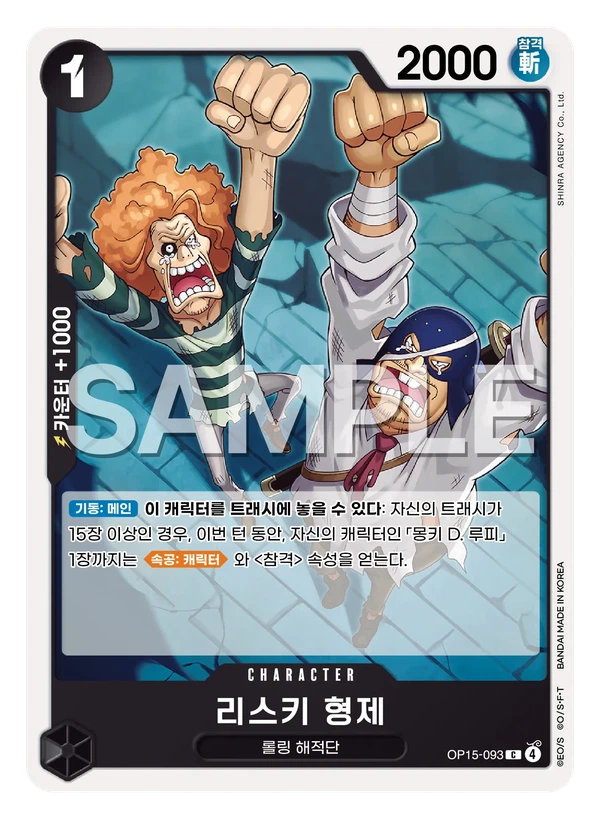 1
2000
참격
斬
SHINRA AGENCY Co., Ltd.
카운터 +1000
SAMPLE
기동: 메인 이 캐릭터를 트래시에 놓을 수 있다: 자신의 트래시가
15장 이상인 경우, 이번 턴 동안, 자신의 캐릭터인 「몽키 D. 루피」
1장까지는 속공: 캐릭터 와 <참격> 속성을 얻는다.
CHARACTER
리스키 형제
롤링 해적단
OP15-093 C 4
©EO/S ©O/S·F·T BANDAI MADE IN KOREA